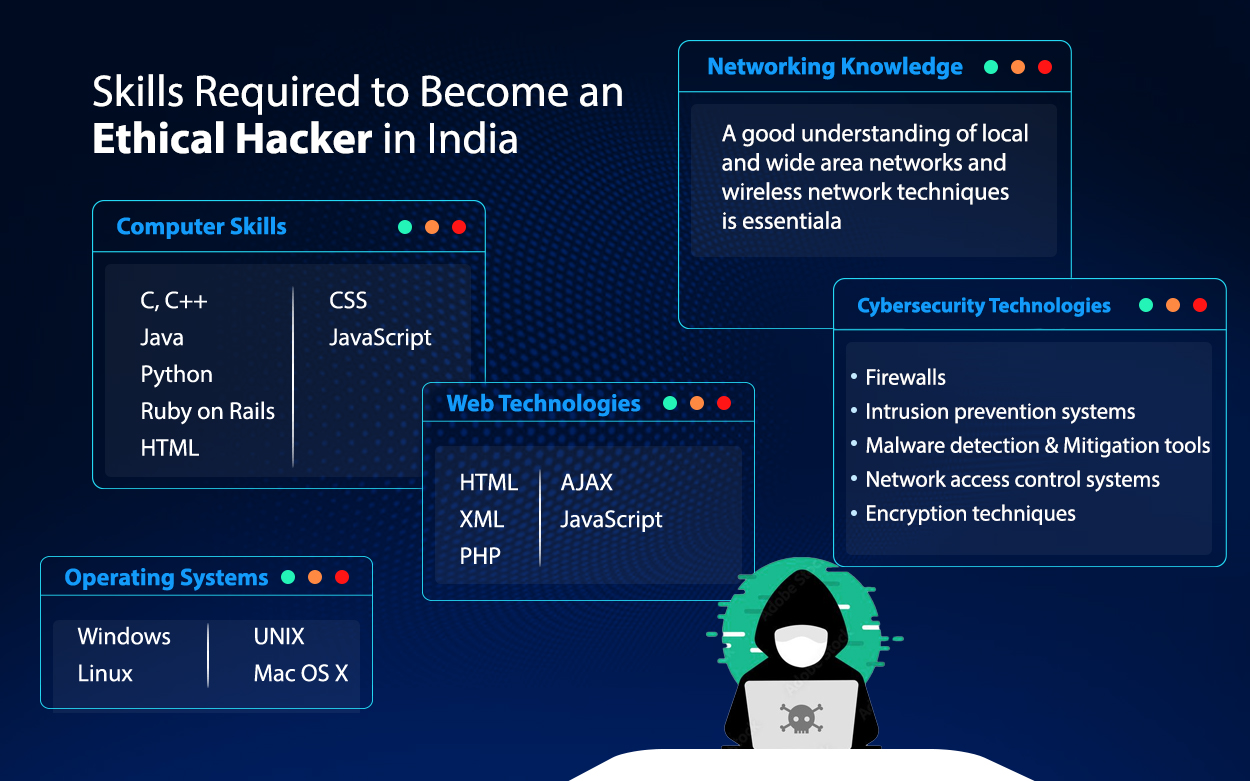 Skills Required to Become an
Ethical Hacker in India
Networking Knowledge
A good understanding of local
and wide area networks and
wireless network techniques
is essentiala
Computer Skills
C, C++
Java
Python
Ruby on Rails
HTML
CSS
JavaScript
Cybersecurity Technologies
• Firewalls
• Intrusion prevention systems
• Malware detection & Mitigation tools
• Network access control systems
• Encryption techniques
Web Technologies
HTML
XML
PHP
AJAX
JavaScript
Operating Systems
Windows
Linux
UNIX
Mac OS X